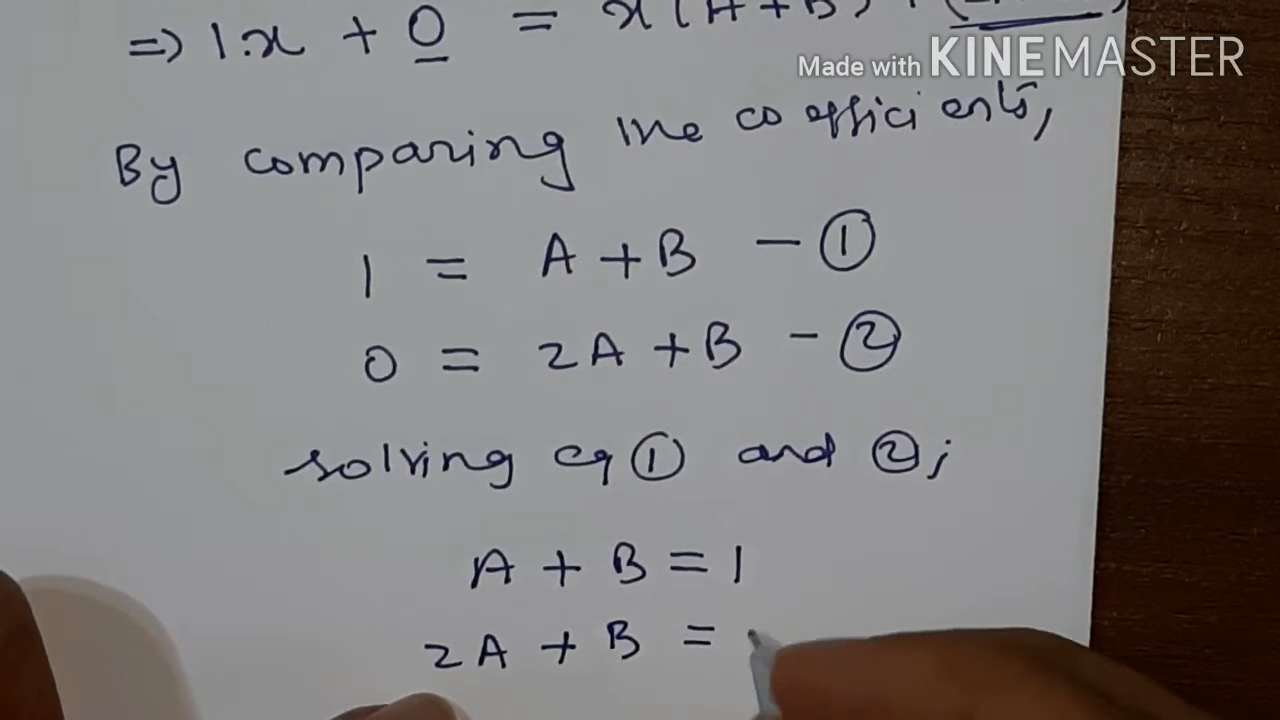 ⇒ 1.x + 0 = x(A+B)
Made with KINEMASTER
By comparing the coefficients,
1 = A + B - ①
0 = 2A + B - ②
solving eq ① and ②;
A + B = 1
2A + B =